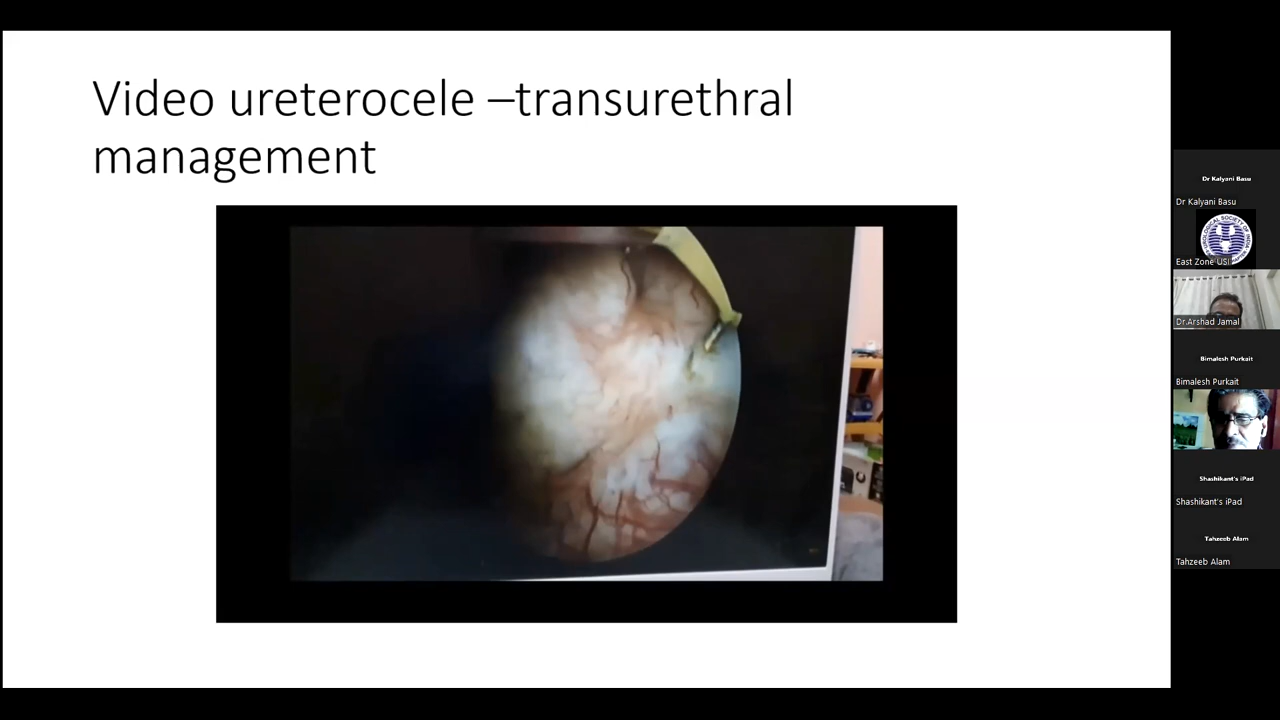 Video ureterocele –transurethral
management
Dr Kalyani Basu
Dr Kalyani Basu
East Zone USI
Dr.Arshad Jamal
Bimalesh Purkait
Bimalesh Purkait
Shashikant's iPad
Shashikant's iPad
Tahzeeb Alam
Tahzeeb Alam